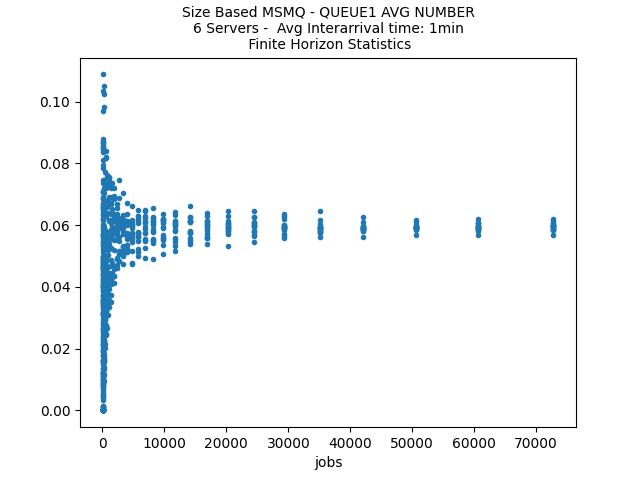 Size Based MSMQ - QUEUE1 AVG NUMBER
6 Servers -  Avg Interarrival time: 1min
Finite Horizon Statistics
0.10
0.08
0.06
0.04
0.02
0.00
0 10000 20000 30000 40000 50000 60000 70000
jobs